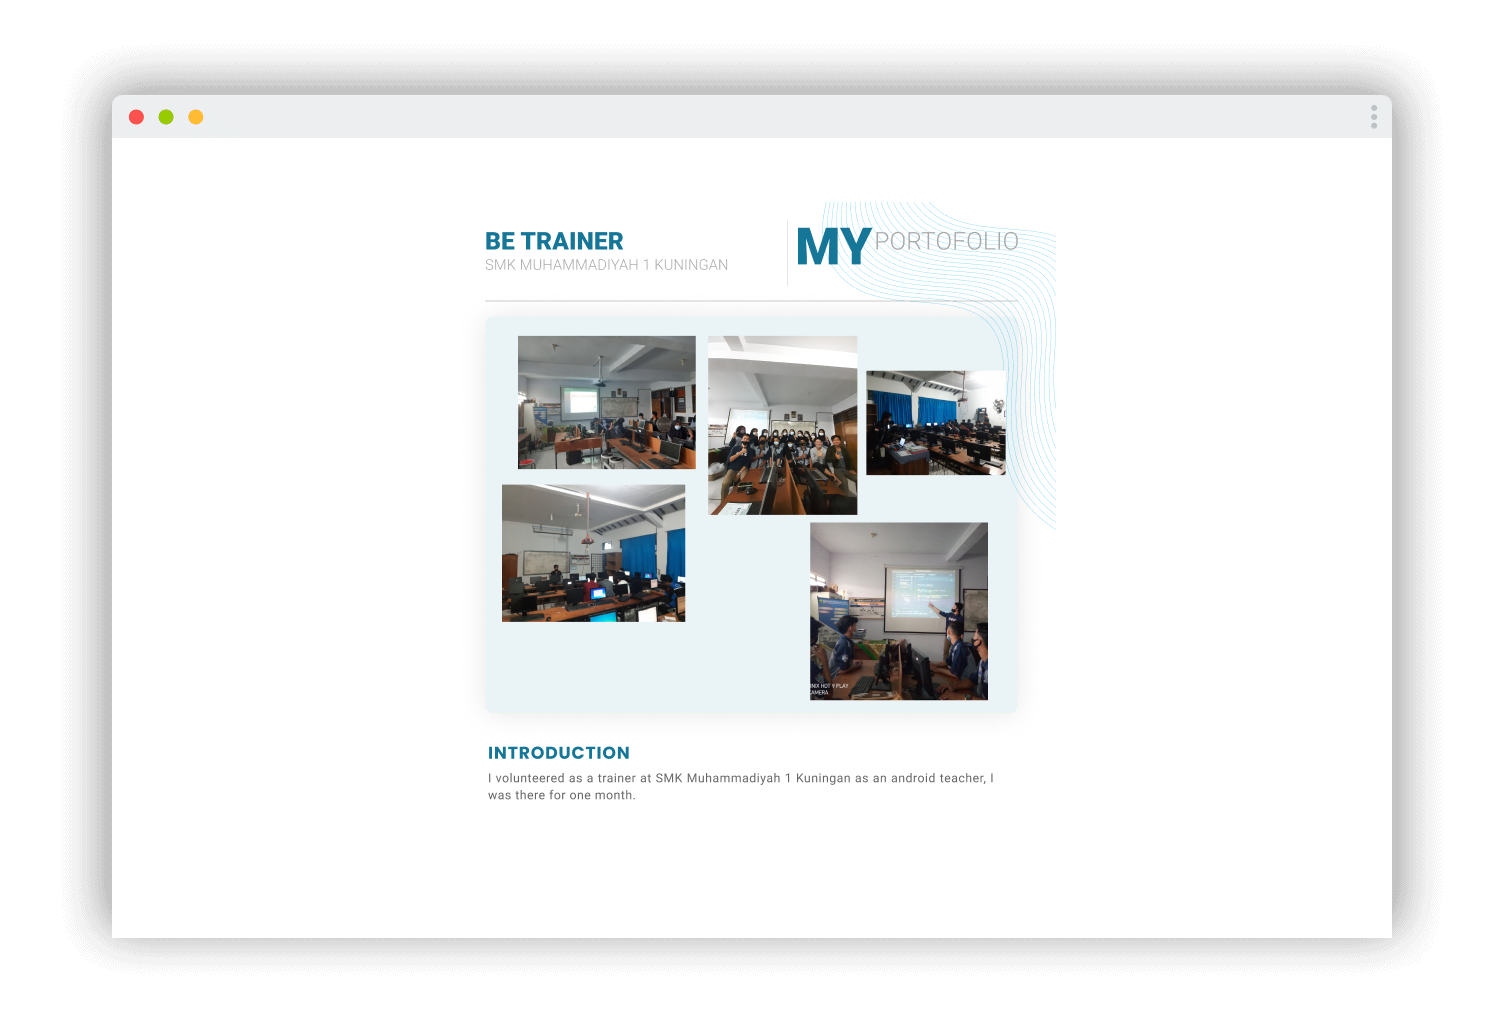 BE TRAINER
SMK MUHAMMADIYAH 1 KUNINGAN
MY PORTOFOLIO
INIX HOT 9 PLAY
CAMERA
INTRODUCTION
I volunteered as a trainer at SMK Muhammadiyah 1 Kuningan as an android teacher, I
was there for one month.